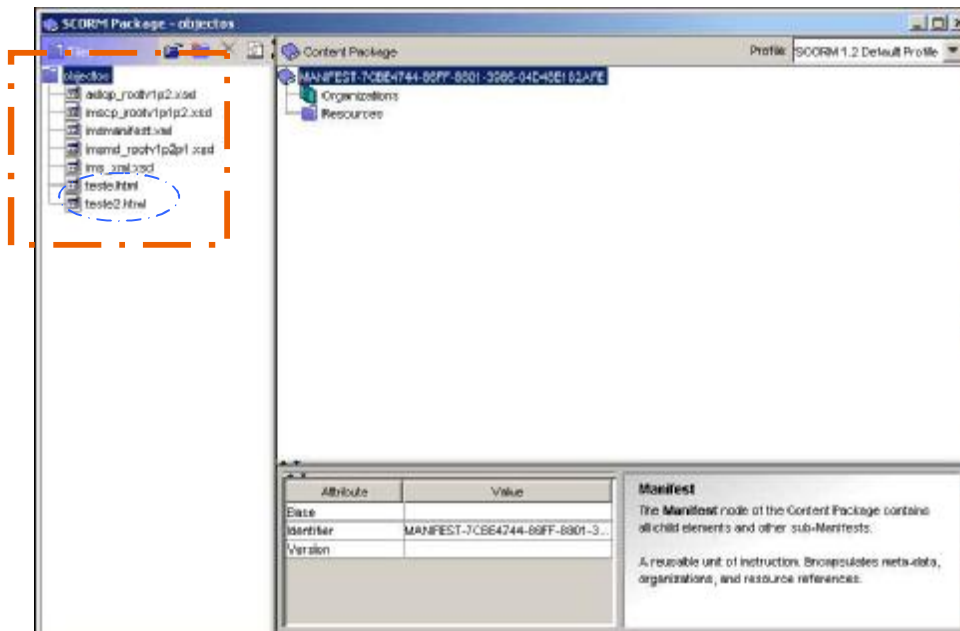 SCORM Package - objectos
Files
Content Package
Profile: SCORM 1.2 Default Profile
objectos
adlcp_rootv1p2.xsd
imscp_rootv1p1p2.xsd
imsmanifest.xml
imsmd_rootv1p2p1.xsd
ims_xml.xsd
teste.html
teste2.html
MANIFEST-7CBE4744-86FF-8801-3986-04D48E182AFE
Organizations
Resources
Attribute Value
Base
Identifier MANIFEST-7CBE4744-86FF-8801-3...
Version
Manifest
The Manifest node of the Content Package contains
all child elements and other sub-Manifests.
A reusable unit of instruction. Encapsulates meta-data,
organizations, and resource references.